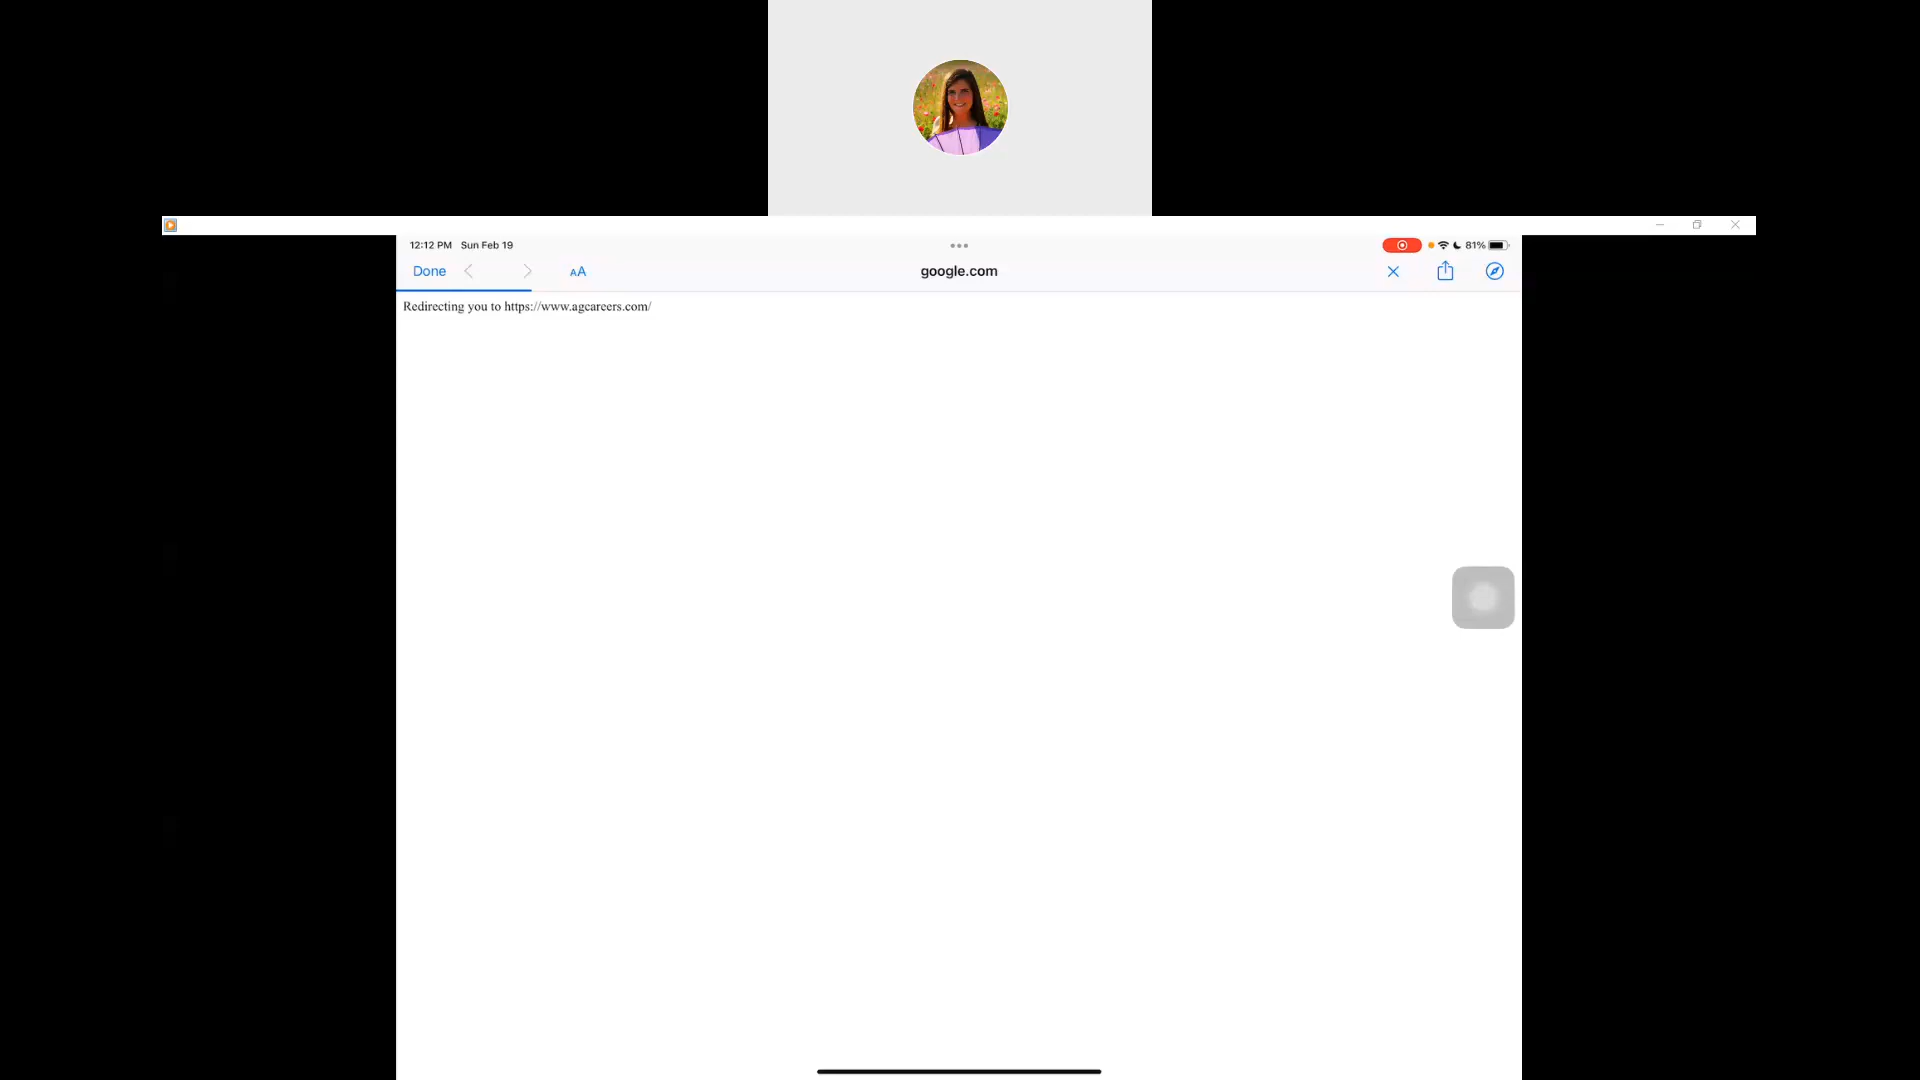 12:12 PM Sun Feb 19
81%
Done
AA
google.com
Redirecting you to https://www.agcareers.com/